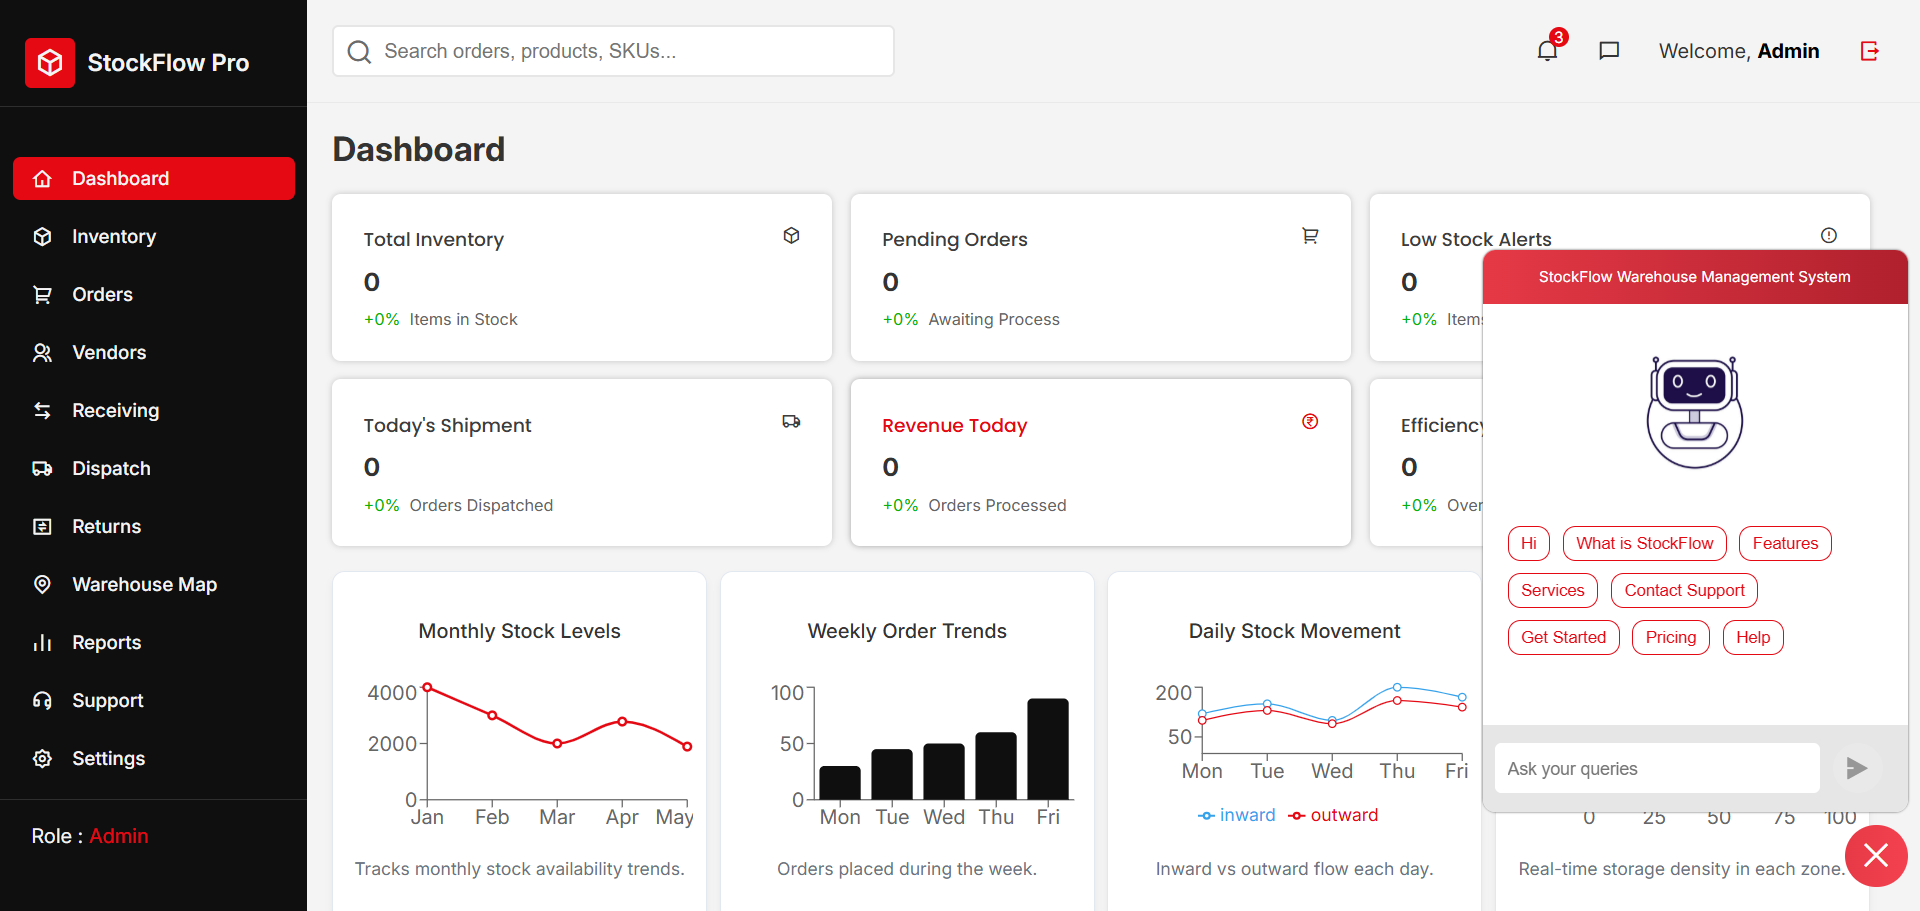 StockFlow Pro
Search orders, products, SKUs...
3
Welcome, Admin
Dashboard
Inventory
Orders
Vendors
Receiving
Dispatch
Returns
Warehouse Map
Reports
Support
Settings
Role : Admin
Dashboard
Total Inventory
0
+0% Items in Stock
Pending Orders
0
+0% Awaiting Process
Low Stock Alerts
0
+0% Items
Today's Shipment
0
+0% Orders Dispatched
Revenue Today
0
+0% Orders Processed
Efficiency
0
+0% Over
Monthly Stock Levels
4000
2000
0
Jan Feb Mar Apr May
Tracks monthly stock availability trends.
Weekly Order Trends
100
50
0
Mon Tue Wed Thu Fri
Orders placed during the week.
Daily Stock Movement
200
50
Mon Tue Wed Thu Fri
inward outward
Inward vs outward flow each day.
0 25 50 75 100
Real-time storage density in each zone.
StockFlow Warehouse Management System
Hi What is StockFlow Features
Services Contact Support
Get Started Pricing Help
Ask your queries